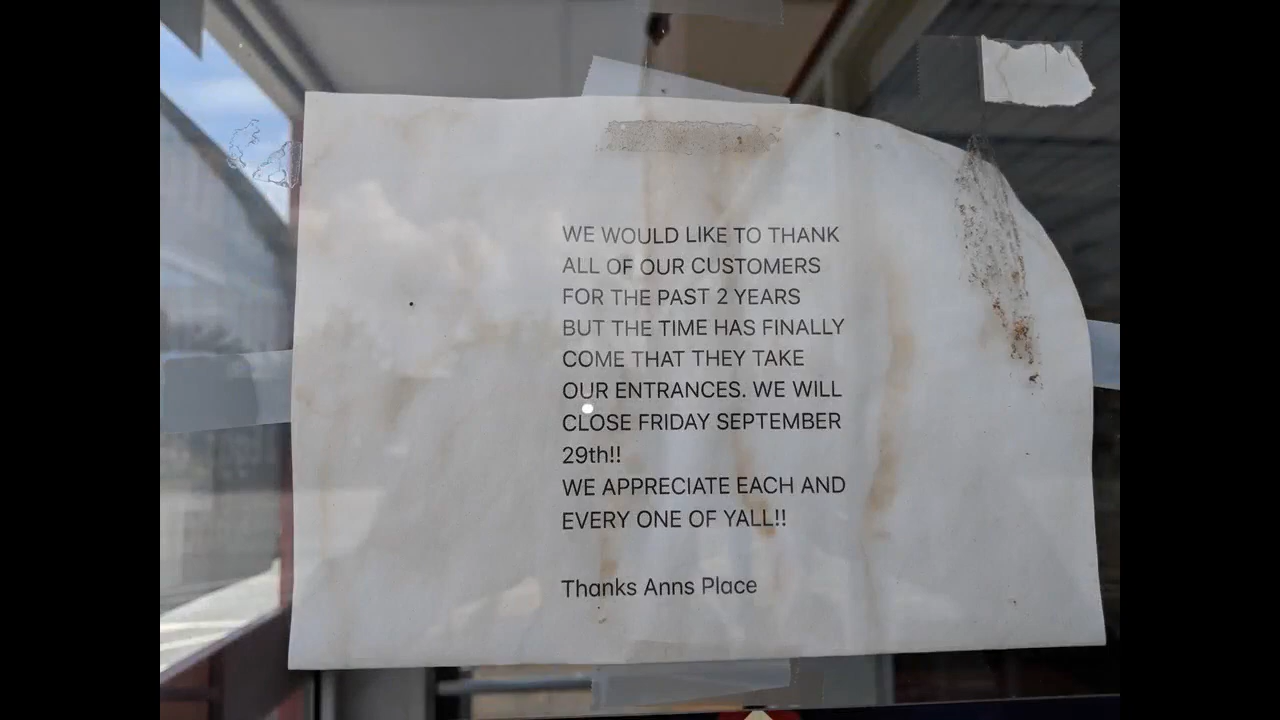 WE WOULD LIKE TO THANK
ALL OF OUR CUSTOMERS
FOR THE PAST 2 YEARS
BUT THE TIME HAS FINALLY
COME THAT THEY TAKE
OUR ENTRANCES. WE WILL
CLOSE FRIDAY SEPTEMBER
29th!!
WE APPRECIATE EACH AND
EVERY ONE OF YALL!!
Thanks Anns Place